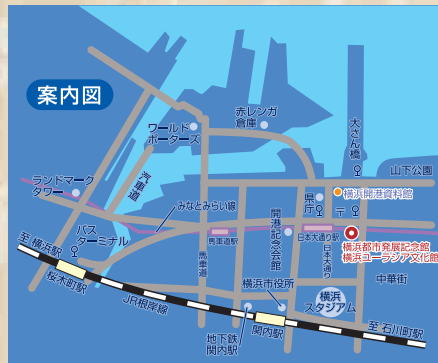 案内図
ワールド
ポーターズ
赤レンガ
倉庫
大さん橋
山下公園
ランドマーク
タワー
汽車道
みなとみらい線
県庁
横浜開港資料館
〒
バス
ターミナル
馬車道駅
開港記念会館
日本大通り駅
横浜都市発展記念館
横浜ユーラシア文化館
至 横浜駅
桜木町駅
馬車道
日本大通り
横浜市役所
中華街
JR根岸線
横浜
スタジアム
地下鉄
関内駅
関内駅
至 石川町駅